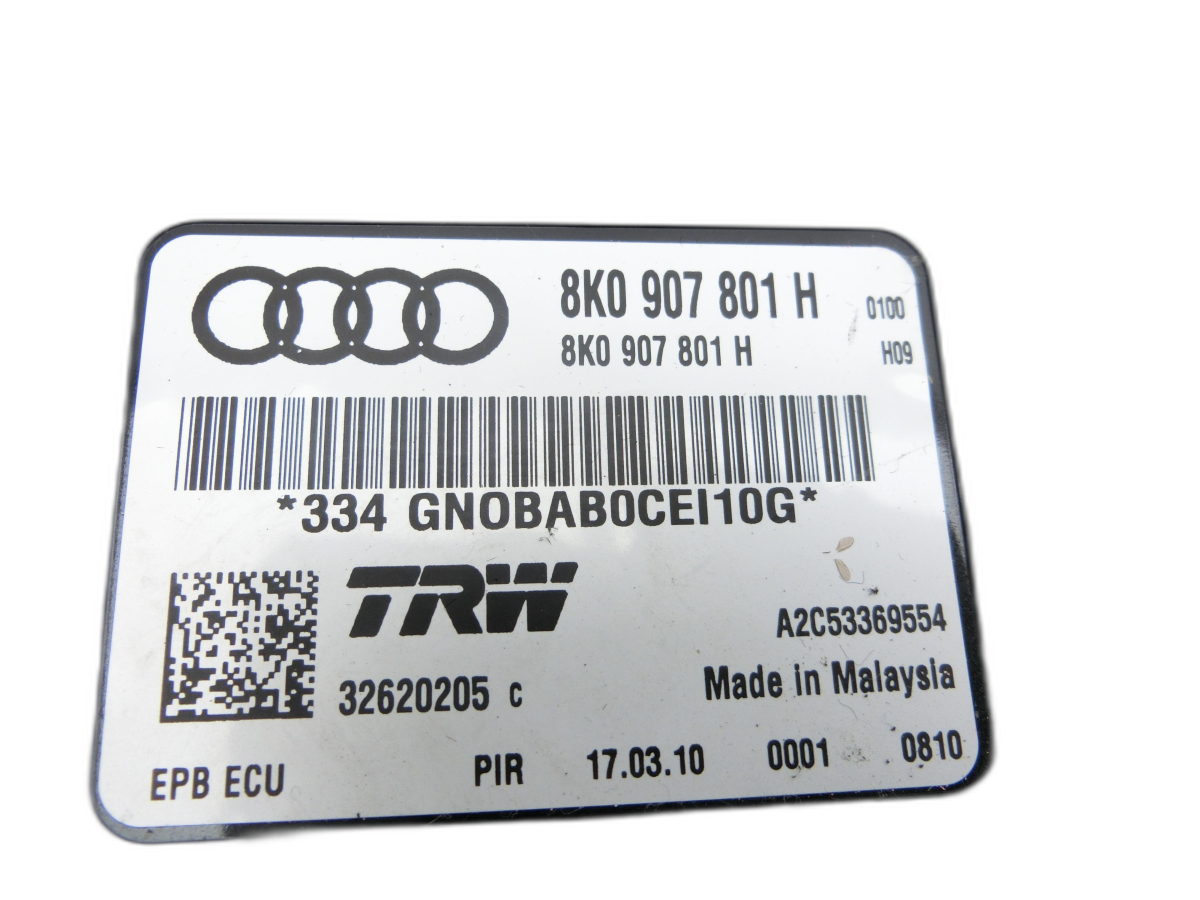 8K0 907 801 H 0100
8K0 907 801 H H09
*334 GNOBAB0CEI10G*
TRW
A2C53369554
32620205 C
Made in Malaysia
EPB ECU PIR 17.03.10 0001 0810